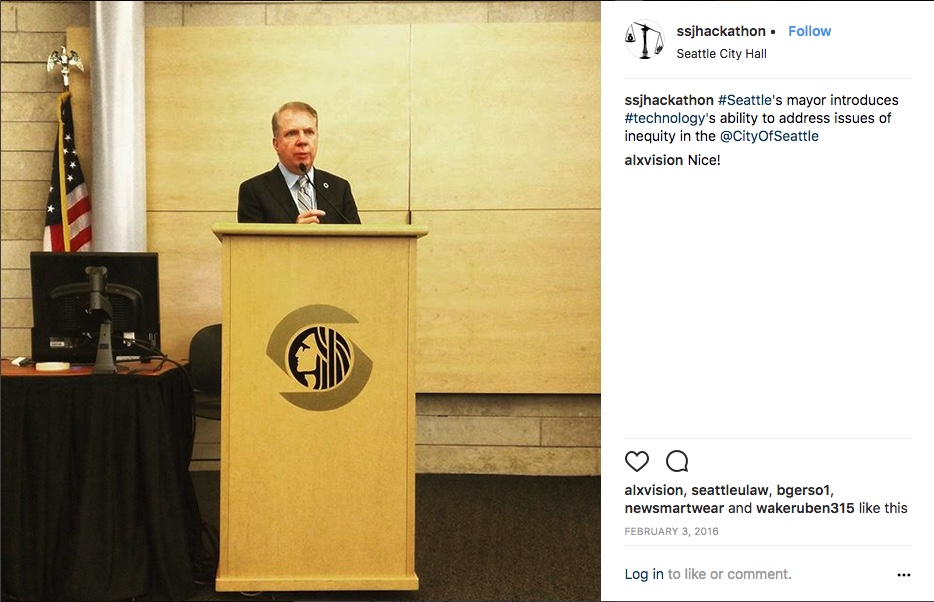 ssjhackathon • Follow
Seattle City Hall
ssjhackathon #Seattle's mayor introduces
#technology's ability to address issues of
inequity in the @CityOfSeattle
alxvision Nice!
alxvision, seattleulaw, bgerso1,
newsmartwear and wakeruben315 like this
FEBRUARY 3, 2016
Log in to like or comment.